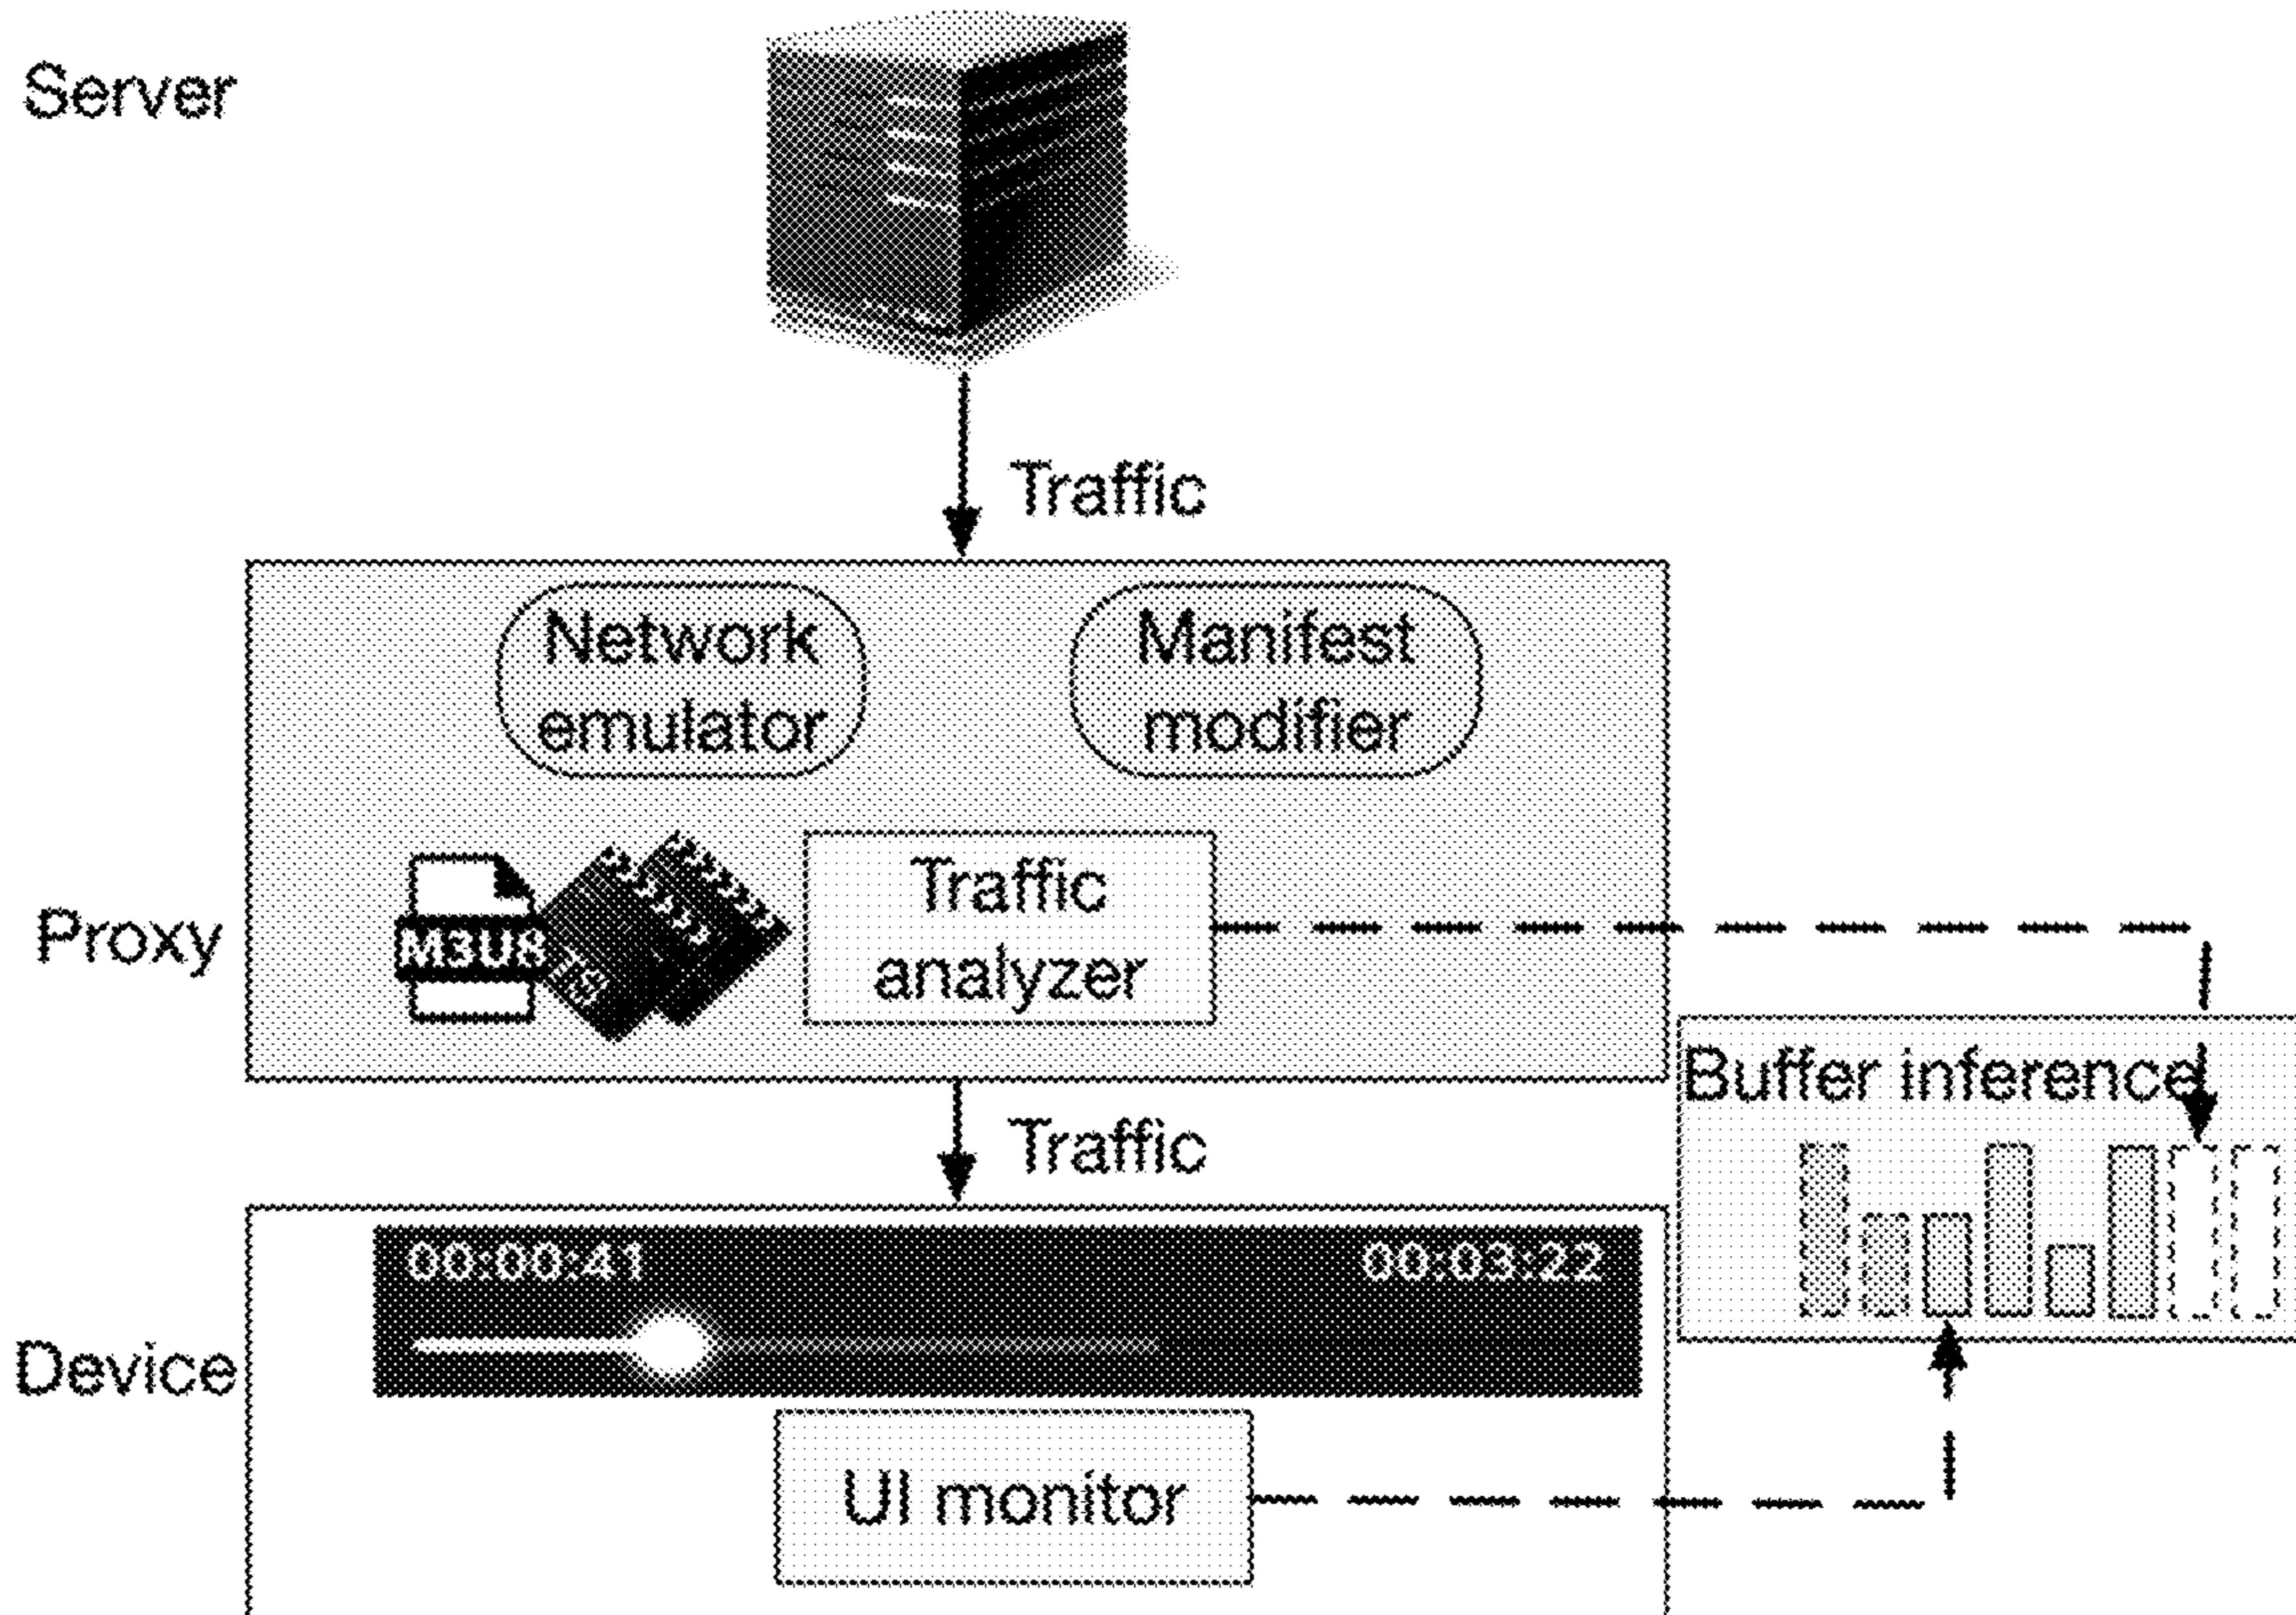 Server
Traffic
Network
emulator
Manifest
modifier
Proxy
M3U8
Traffic
analyzer
Buffer inference
Traffic
Device
00:00:41
00:03:22
UI monitor